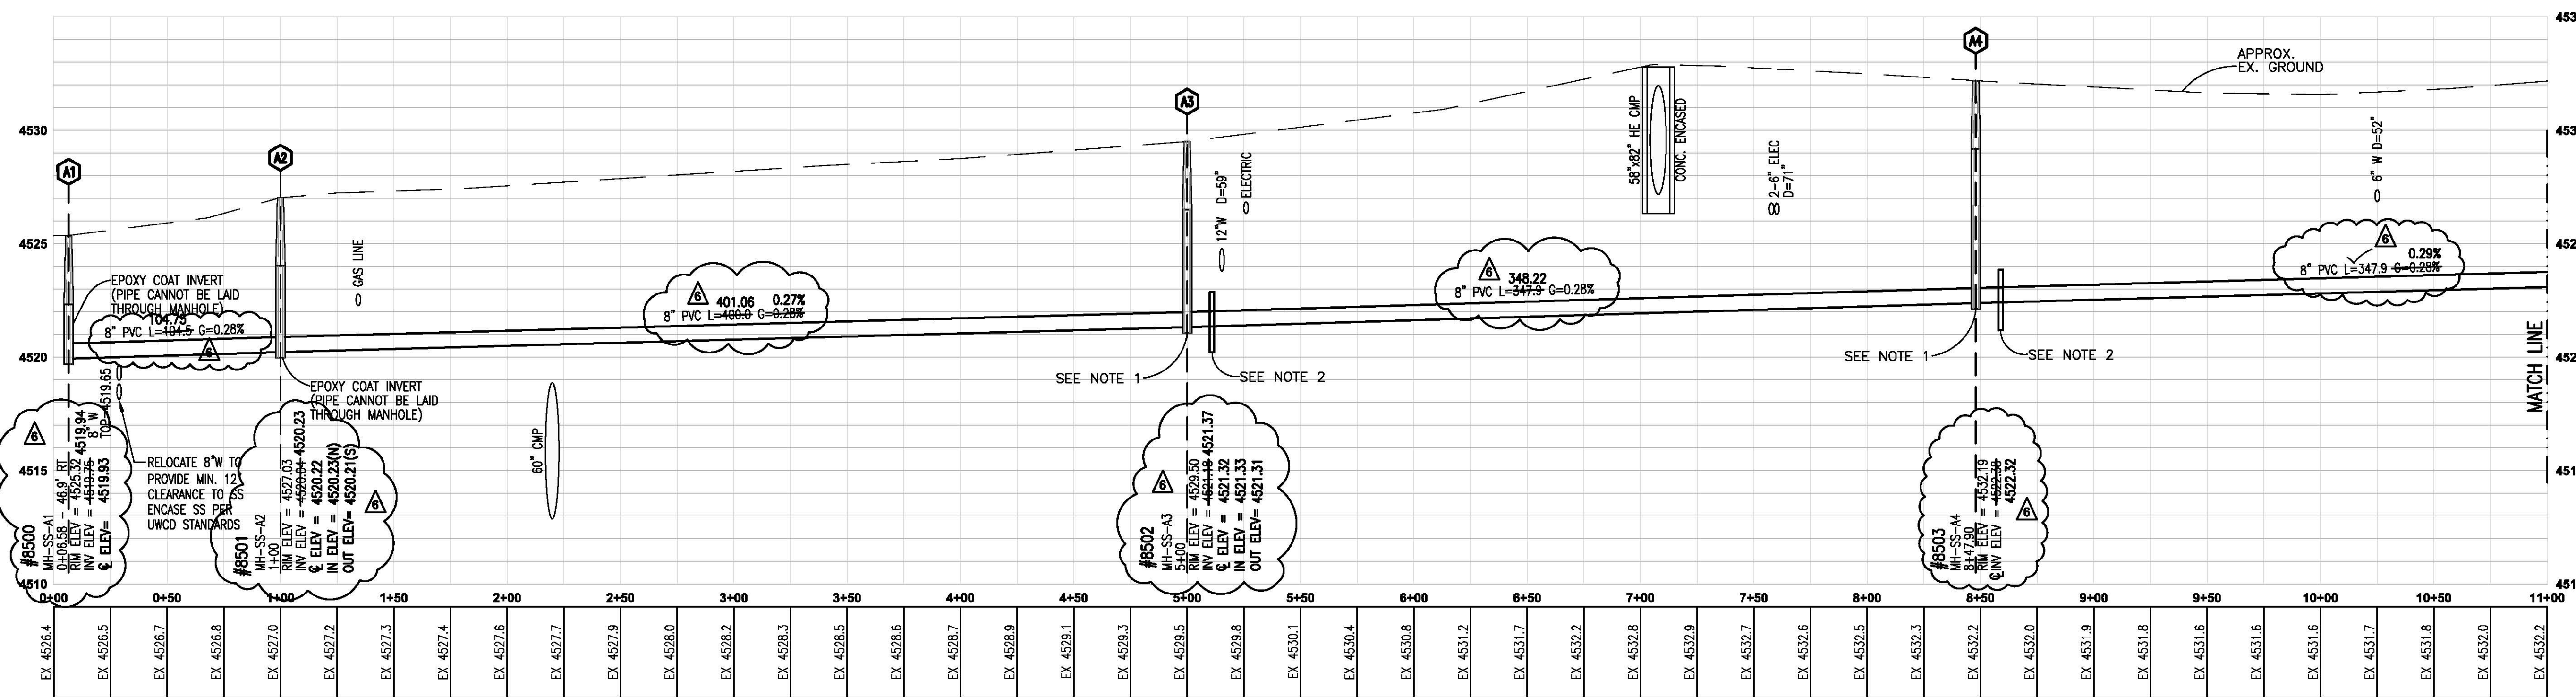 A1
A2
A3
A4
APPROX.
EX. GROUND
4530
4525
4520
4515
4510
EPOXY COAT INVERT
(PIPE CANNOT BE LAID
THROUGH MANHOLE)
104.75
8" PVC L=104.5 G=0.28%
6
GAS LINE
6
401.06 0.27%
8" PVC L=400.0 G=0.28%
12"W D=59"
ELECTRIC
6
348.22
8" PVC L=347.9 G=0.28%
58"x82" HE CMP
CONC. ENCASED
2-6" ELEC
D=71"
6" W D=52"
6
0.29%
8" PVC L=347.9 G=0.28%
SEE NOTE 1
SEE NOTE 2
SEE NOTE 1
SEE NOTE 2
MATCH LINE
EPOXY COAT INVERT
(PIPE CANNOT BE LAID
THROUGH MANHOLE)
8" W
TOP=4519.65
RELOCATE 8"W TO
PROVIDE MIN. 12"
CLEARANCE TO SS
ENCASE SS PER
UWCD STANDARDS
60" CMP
6
#8500
MH-SS-A1
0+06.58 - 46.9' RT
RIM ELEV = 4525.32
INV ELEV = 4519.75 4519.94
℄ ELEV= 4519.93
#8501
MH-SS-A2
1+00
RIM ELEV = 4527.03
INV ELEV = 4520.04 4520.23
℄ ELEV = 4520.22
IN ELEV = 4520.23(N)
OUT ELEV= 4520.21(S)
6
6
#8502
MH-SS-A3
5+00
RIM ELEV = 4529.50
INV ELEV = 4521.18 4521.37
℄ ELEV = 4521.32
IN ELEV = 4521.33
OUT ELEV= 4521.31
#8503
MH-SS-A4
8+47.90
RIM ELEV = 4532.19
℄ INV ELEV = 4522.38
4522.32
6
0+00 0+50 1+00 1+50 2+00 2+50 3+00 3+50 4+00 4+50 5+00 5+50 6+00 6+50 7+00 7+50 8+00 8+50 9+00 9+50 10+00 10+50 11+00
EX 4526.4
EX 4526.5
EX 4526.7
EX 4526.8
EX 4527.0
EX 4527.2
EX 4527.3
EX 4527.4
EX 4527.6
EX 4527.7
EX 4527.9
EX 4528.0
EX 4528.2
EX 4528.3
EX 4528.5
EX 4528.6
EX 4528.7
EX 4528.9
EX 4529.1
EX 4529.3
EX 4529.5
EX 4529.8
EX 4530.1
EX 4530.4
EX 4530.8
EX 4531.2
EX 4531.7
EX 4532.2
EX 4532.8
EX 4532.9
EX 4532.7
EX 4532.6
EX 4532.5
EX 4532.3
EX 4532.2
EX 4532.0
EX 4531.9
EX 4531.8
EX 4531.6
EX 4531.6
EX 4531.6
EX 4531.7
EX 4531.8
EX 4532.0
EX 4532.2